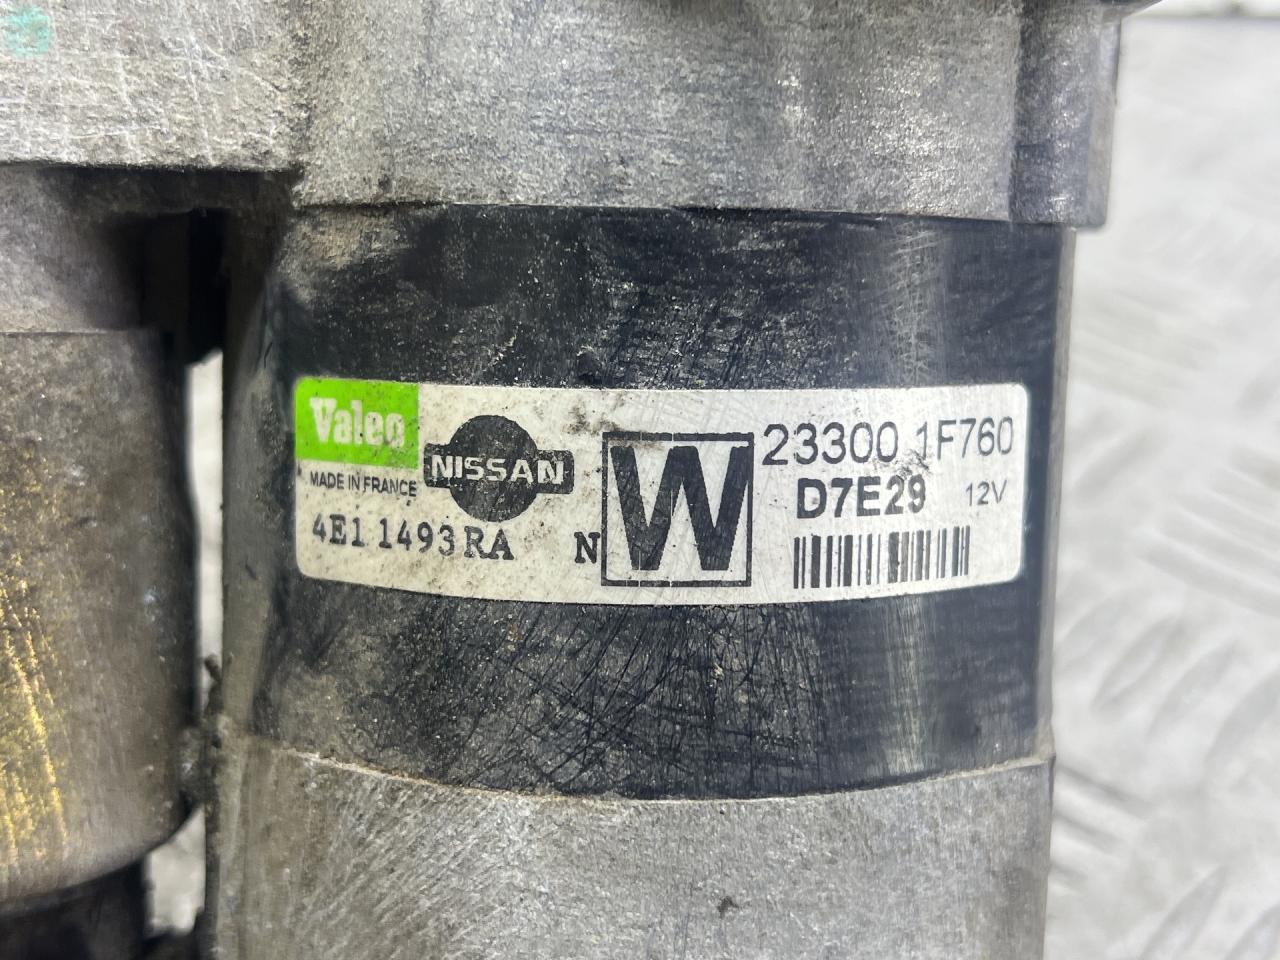 Valeo
MADE IN FRANCE
NISSAN
4E1 1493RA
N W
23300 1F760
D7E29 12V